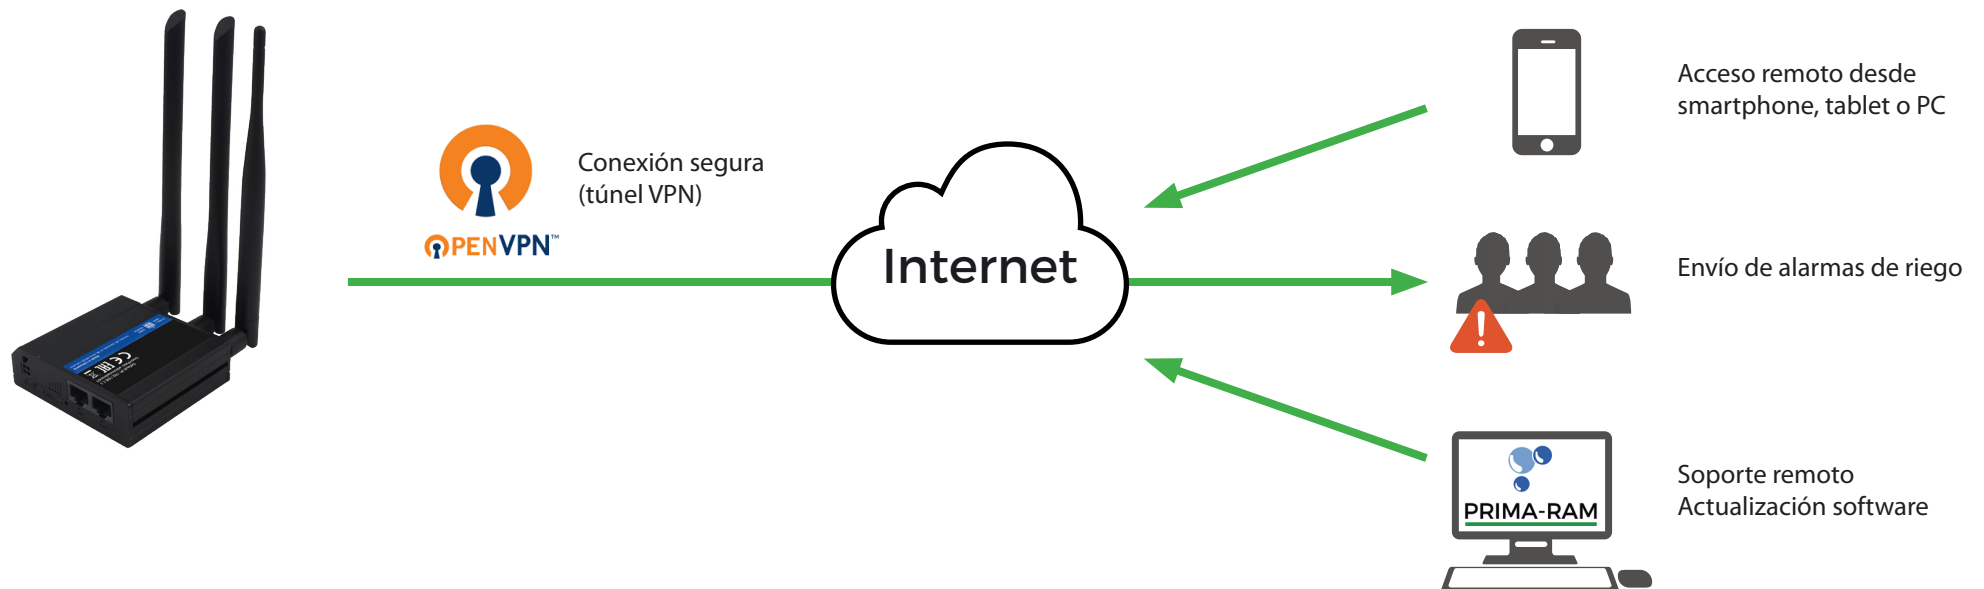 Acceso remoto desde
smartphone, tablet o PC
Conexión segura
(túnel VPN)
OPENVPN™
Internet
Envío de alarmas de riego
PRIMA-RAM
Soporte remoto
Actualización software